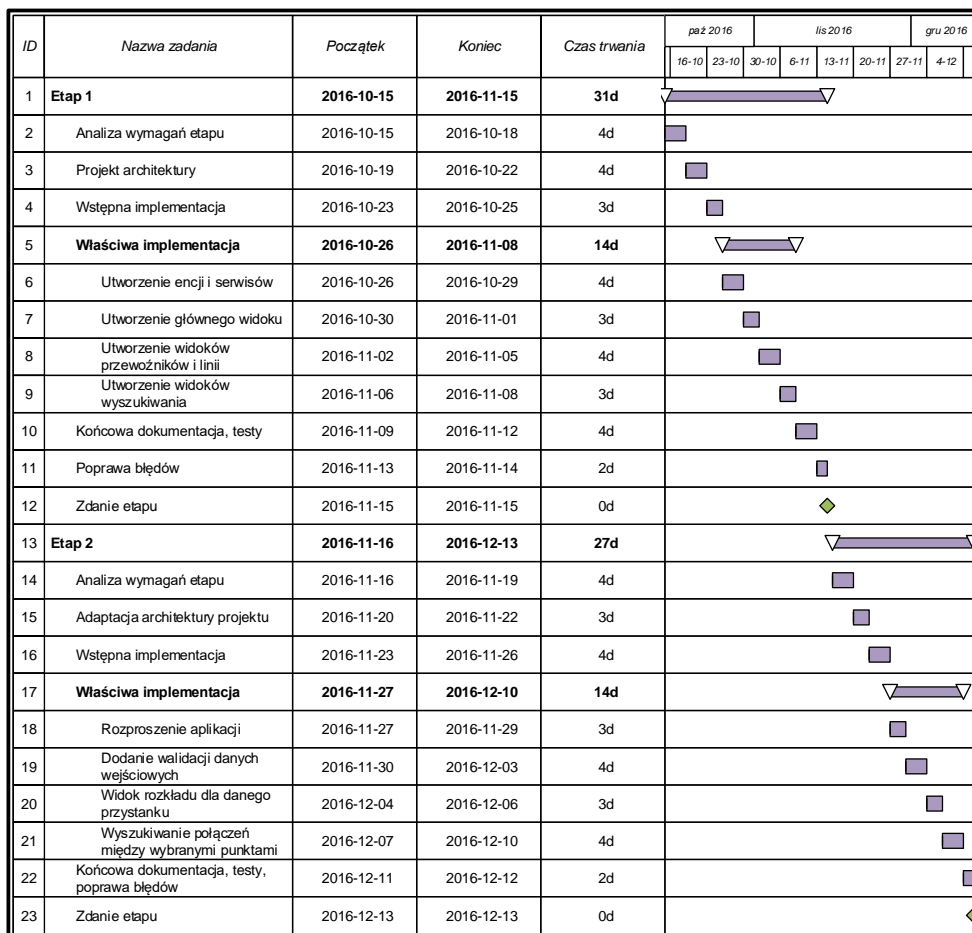 ID Nazwa zadania Początek Koniec Czas trwania paź 2016 lis 2016 gru 2016
16-10 23-10 30-10 6-11 13-11 20-11 27-11 4-12
1 Etap 1 2016-10-15 2016-11-15 31d
2 Analiza wymagań etapu 2016-10-15 2016-10-18 4d
3 Projekt architektury 2016-10-19 2016-10-22 4d
4 Wstępna implementacja 2016-10-23 2016-10-25 3d
5 Właściwa implementacja 2016-10-26 2016-11-08 14d
6 Utworzenie encji i serwisów 2016-10-26 2016-10-29 4d
7 Utworzenie głównego widoku 2016-10-30 2016-11-01 3d
8 Utworzenie widoków
przewoźników i linii 2016-11-02 2016-11-05 4d
9 Utworzenie widoków
wyszukiwania 2016-11-06 2016-11-08 3d
10 Końcowa dokumentacja, testy 2016-11-09 2016-11-12 4d
11 Poprawa błędów 2016-11-13 2016-11-14 2d
12 Zdanie etapu 2016-11-15 2016-11-15 0d
13 Etap 2 2016-11-16 2016-12-13 27d
14 Analiza wymagań etapu 2016-11-16 2016-11-19 4d
15 Adaptacja architektury projektu 2016-11-20 2016-11-22 3d
16 Wstępna implementacja 2016-11-23 2016-11-26 4d
17 Właściwa implementacja 2016-11-27 2016-12-10 14d
18 Rozproszenie aplikacji 2016-11-27 2016-11-29 3d
19 Dodanie walidacji danych
wejściowych 2016-11-30 2016-12-03 4d
20 Widok rozkładu dla danego
przystanku 2016-12-04 2016-12-06 3d
21 Wyszukiwanie połączeń
między wybranymi punktami 2016-12-07 2016-12-10 4d
22 Końcowa dokumentacja, testy,
poprawa błędów 2016-12-11 2016-12-12 2d
23 Zdanie etapu 2016-12-13 2016-12-13 0d